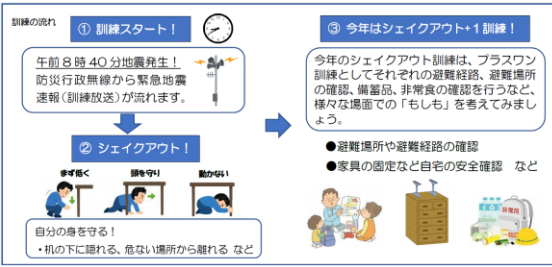 訓練の流れ
① 訓練スタート！
午前８時４０分地震発生！
防災行政無線から緊急地震
速報（訓練放送）が流れます。
② シェイクアウト！
まず低く
頭を守り
動かない
自分の身を守る！
・机の下に隠れる、危ない場所から離れる など
③ 今年はシェイクアウト+１訓練！
今年のシェイクアウト訓練は、プラスワン
訓練としてそれぞれの避難経路、避難場所
の確認、備蓄品、非常食の確認を行うなど、
様々な場面での「もしも」を考えてみまし
ょう。
●避難場所や避難経路の確認
●家具の固定など自宅の安全確認　など